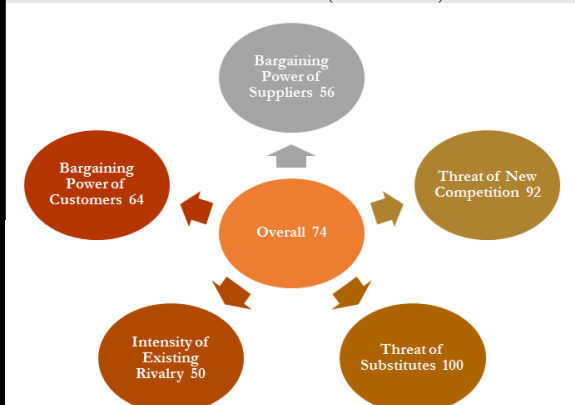 Bargaining
Power of
Suppliers 56
Bargaining
Power of
Customers 64
Threat of New
Competition 92
Overall 74
Intensity of
Existing
Rivalry 50
Threat of
Substitutes 100